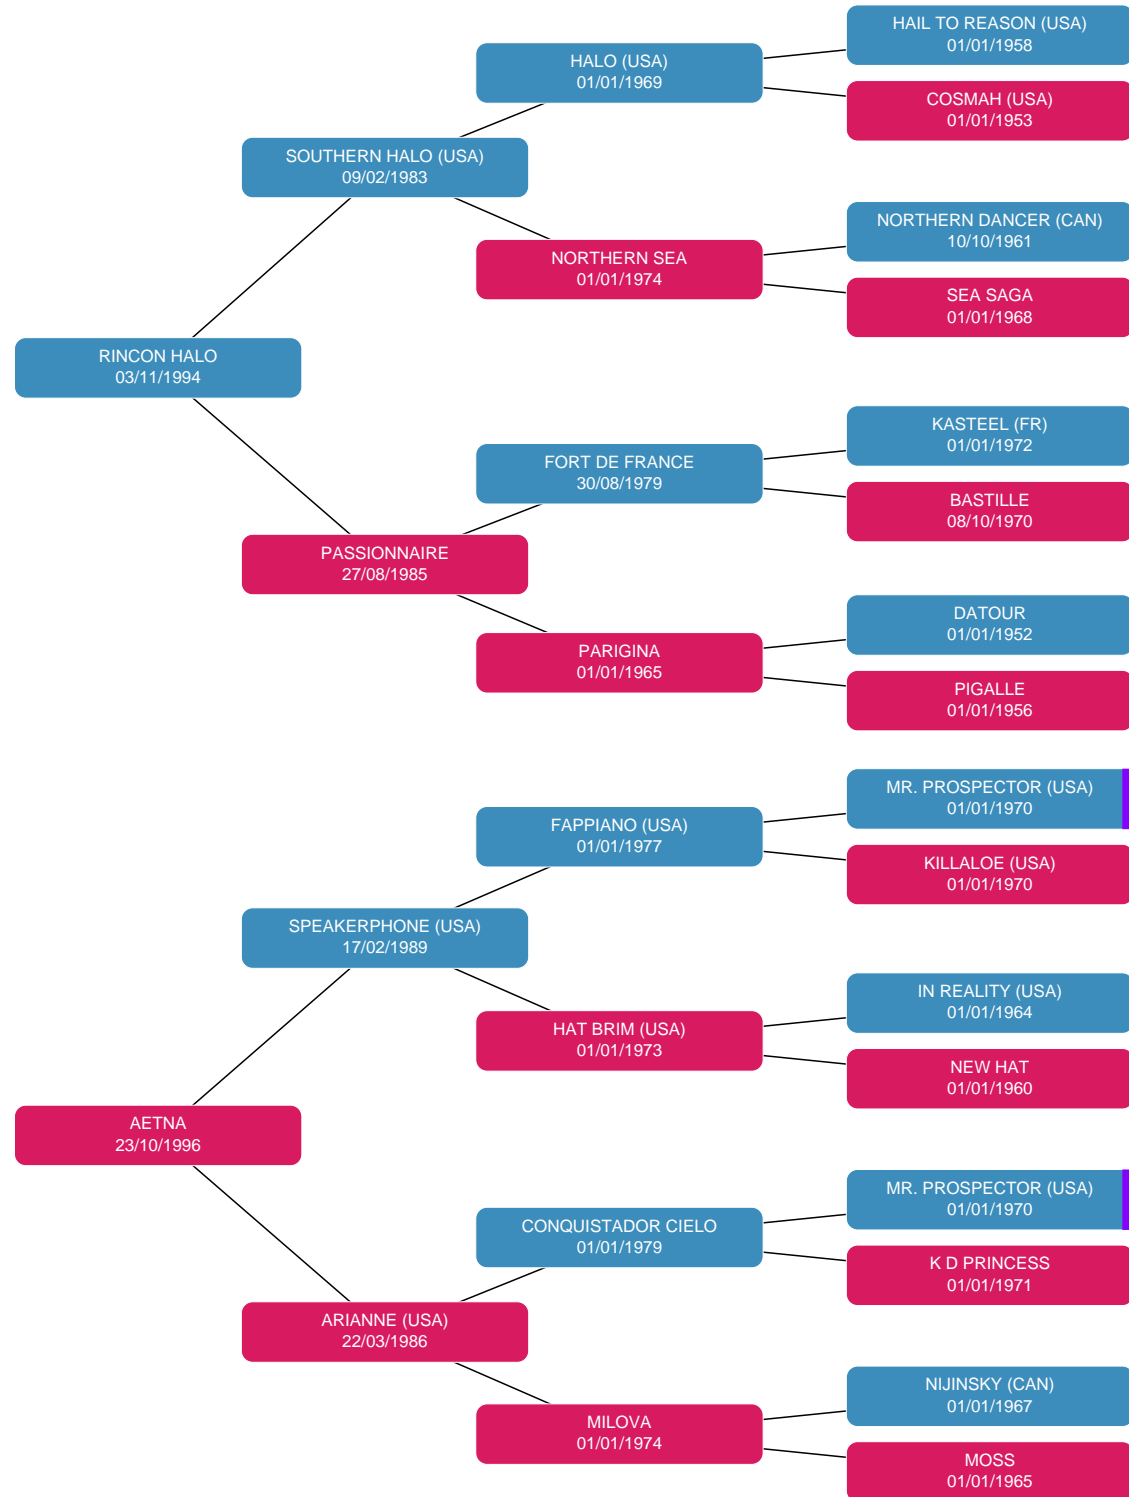 HAIL TO REASON (USA)
01/01/1958
HALO (USA)
01/01/1969
COSMAH (USA)
01/01/1953
SOUTHERN HALO (USA)
09/02/1983
NORTHERN DANCER (CAN)
10/10/1961
NORTHERN SEA
01/01/1974
SEA SAGA
01/01/1968
RINCON HALO
03/11/1994
KASTEEL (FR)
01/01/1972
FORT DE FRANCE
30/08/1979
BASTILLE
08/10/1970
PASSIONNAIRE
27/08/1985
DATOUR
01/01/1952
PARIGINA
01/01/1965
PIGALLE
01/01/1956
MR. PROSPECTOR (USA)
01/01/1970
FAPPIANO (USA)
01/01/1977
KILLALOE (USA)
01/01/1970
SPEAKERPHONE (USA)
17/02/1989
IN REALITY (USA)
01/01/1964
HAT BRIM (USA)
01/01/1973
NEW HAT
01/01/1960
AETNA
23/10/1996
MR. PROSPECTOR (USA)
01/01/1970
CONQUISTADOR CIELO
01/01/1979
K D PRINCESS
01/01/1971
ARIANNE (USA)
22/03/1986
NIJINSKY (CAN)
01/01/1967
MILOVA
01/01/1974
MOSS
01/01/1965